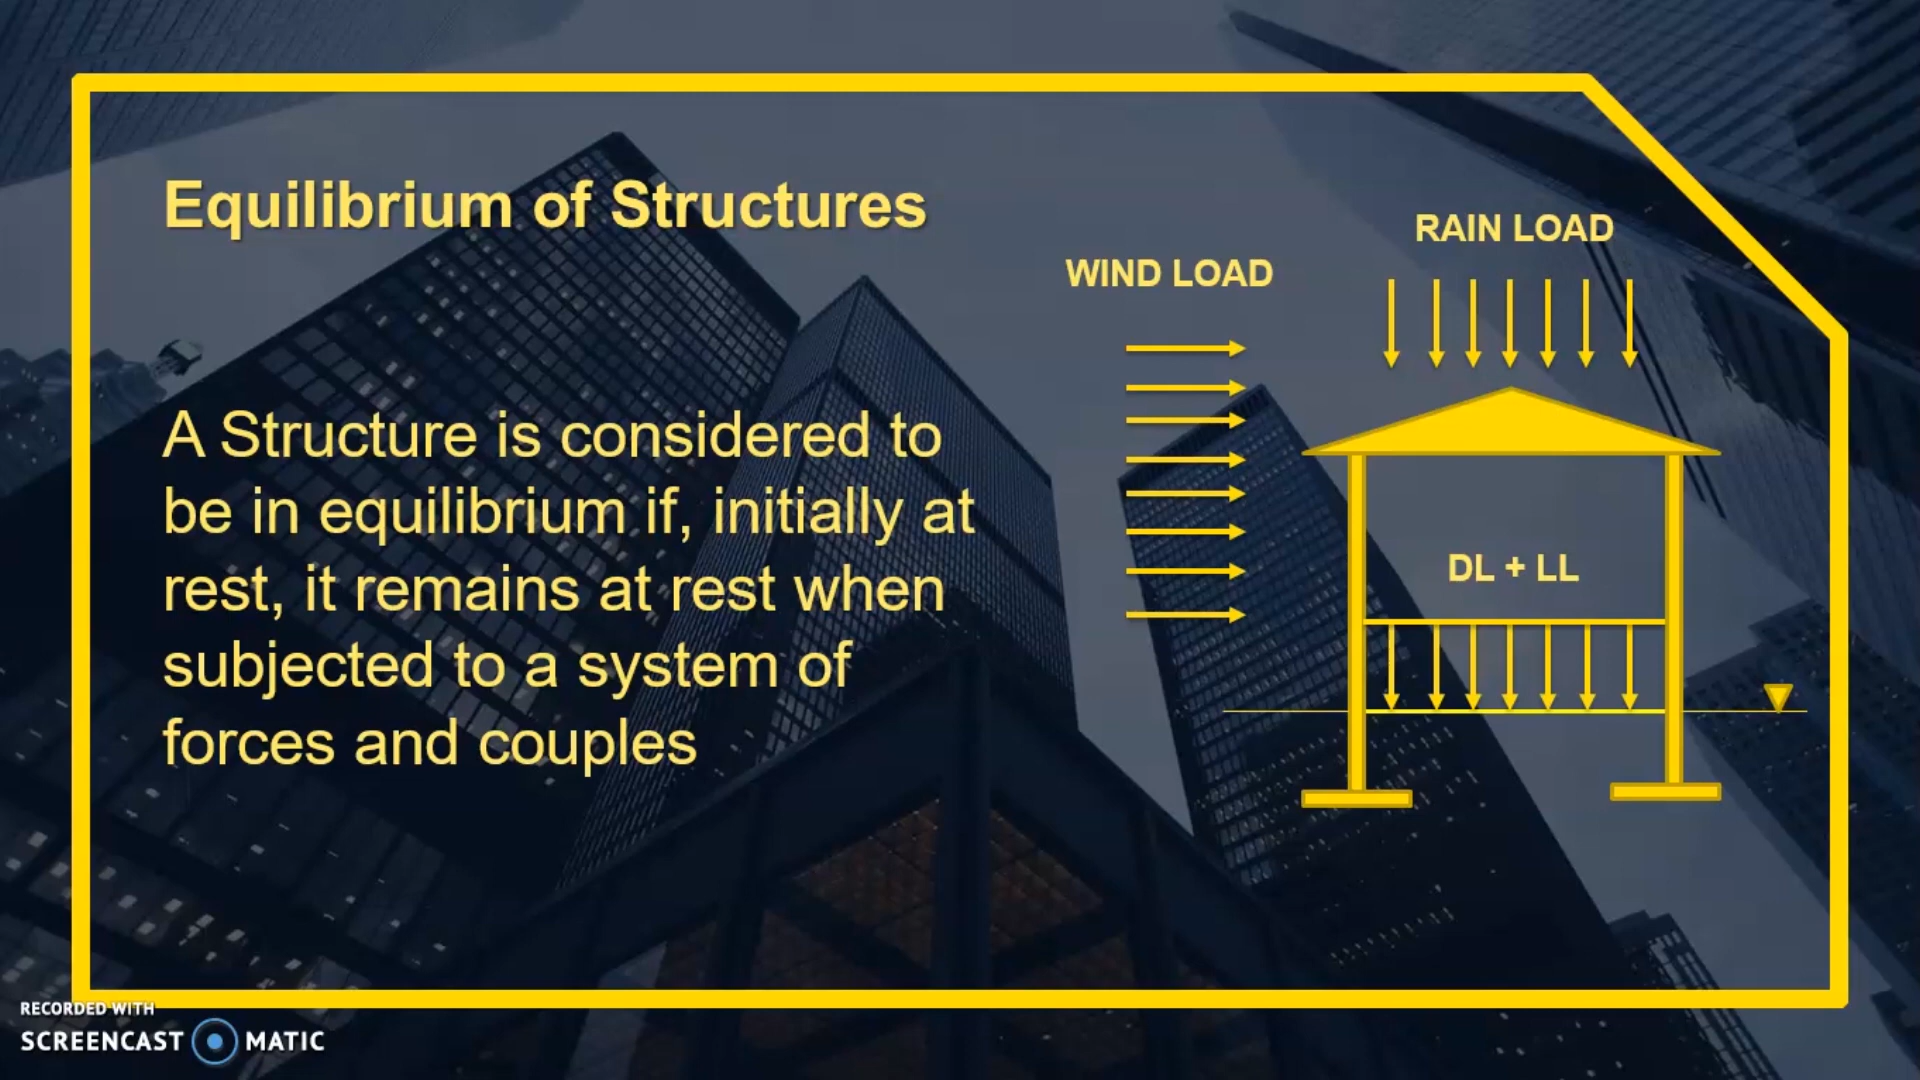 Equilibrium of Structures
A Structure is considered to
be in equilibrium if, initially at
rest, it remains at rest when
subjected to a system of
forces and couples
WIND LOAD
RAIN LOAD
DL + LL
RECORDED WITH
SCREENCAST MATIC